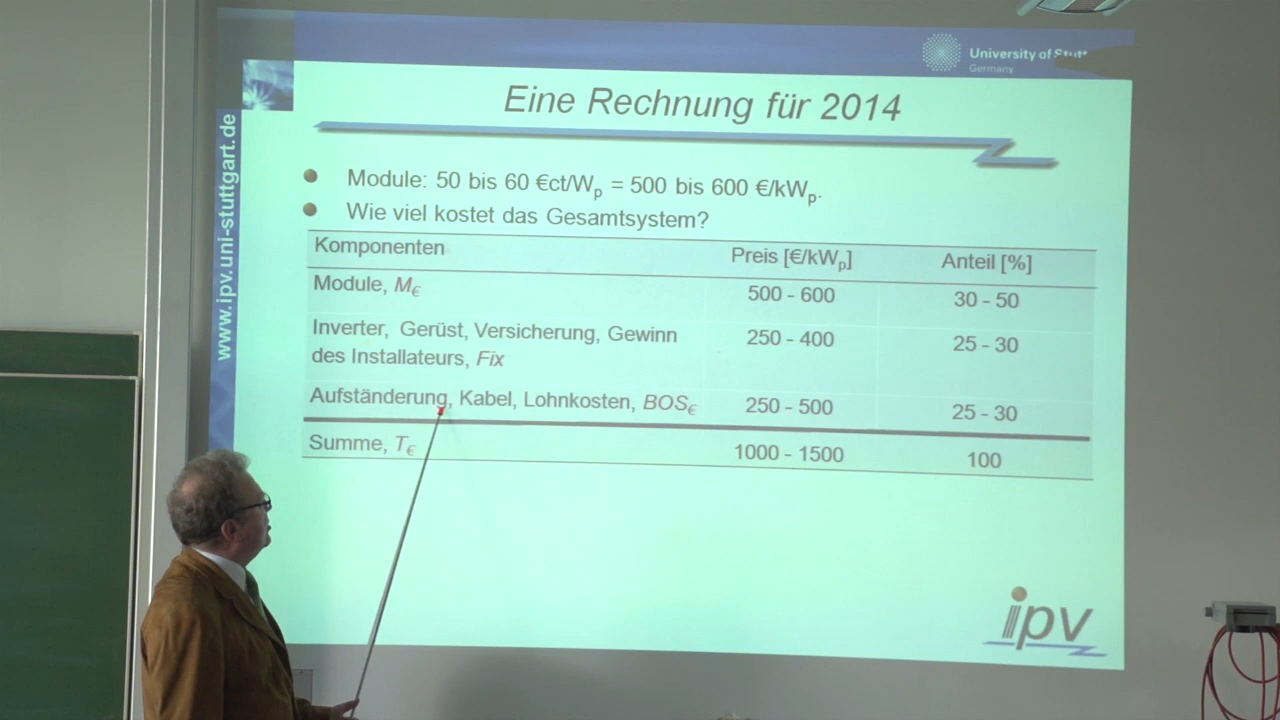 University of
Germany
www.ipv.uni-stuttgart.de
Eine Rechnung für 2014
Module: 50 bis 60 €ct/Wp = 500 bis 600 €/kWp.
Wie viel kostet das Gesamtsystem?
Komponenten Preis [€/kWp] Anteil [%]
Module, M€ 500 - 600 30 - 50
Inverter, Gerüst, Versicherung, Gewinn 250 - 400 25 - 30
des Installateurs, Fix
Aufständerung, Kabel, Lohnkosten, BOS€ 250 - 500 25 - 30
Summe, T€ 1000 - 1500 100
ipv